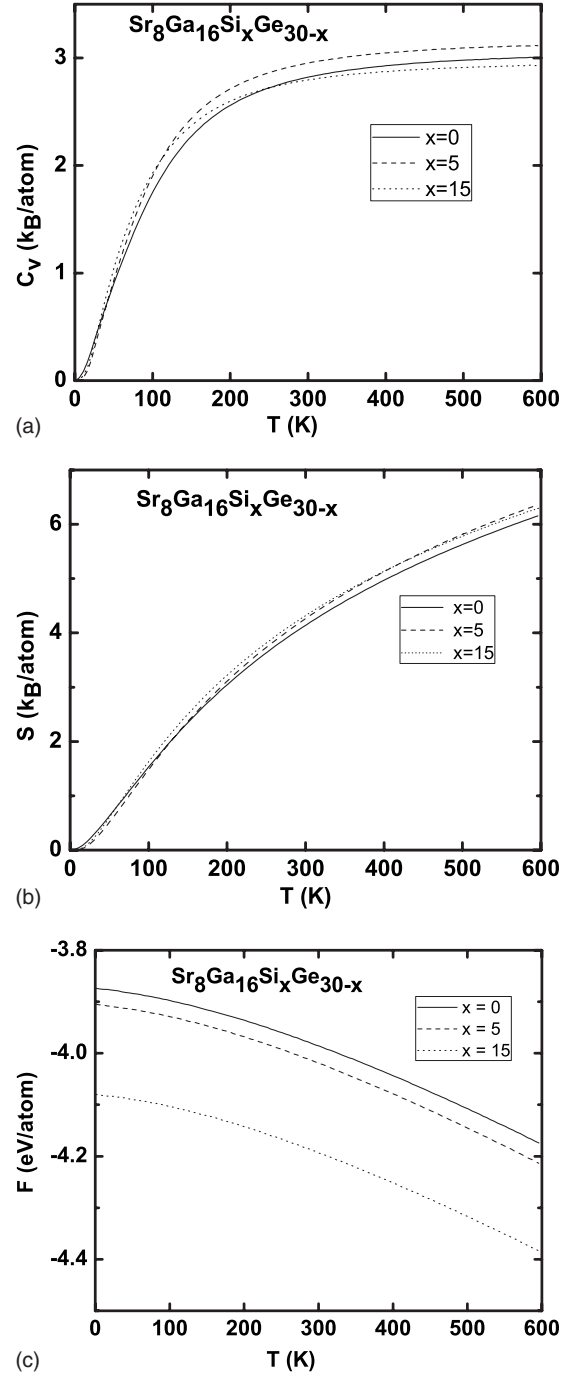 Sr8Ga16SixGe30-x
3
2
1
0
Cv (kB/atom)
x=0
x=5
x=15
0 100 200 300 400 500 600
T (K)
(a)
Sr8Ga16SixGe30-x
6
4
2
0
S (kB/atom)
x=0
x=5
x=15
0 100 200 300 400 500 600
T (K)
(b)
Sr8Ga16SixGe30-x
-3.8
-4.0
-4.2
-4.4
F (eV/atom)
x = 0
x = 5
x = 15
0 100 200 300 400 500 600
T (K)
(c)